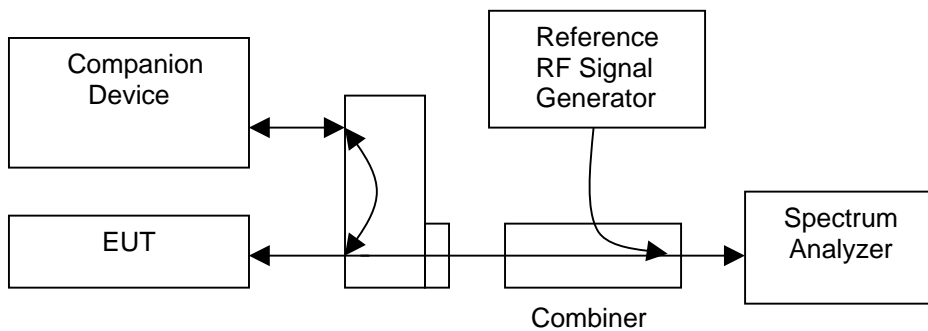 Companion
Device
Reference
RF Signal
Generator
EUT
Spectrum
Analyzer
Combiner